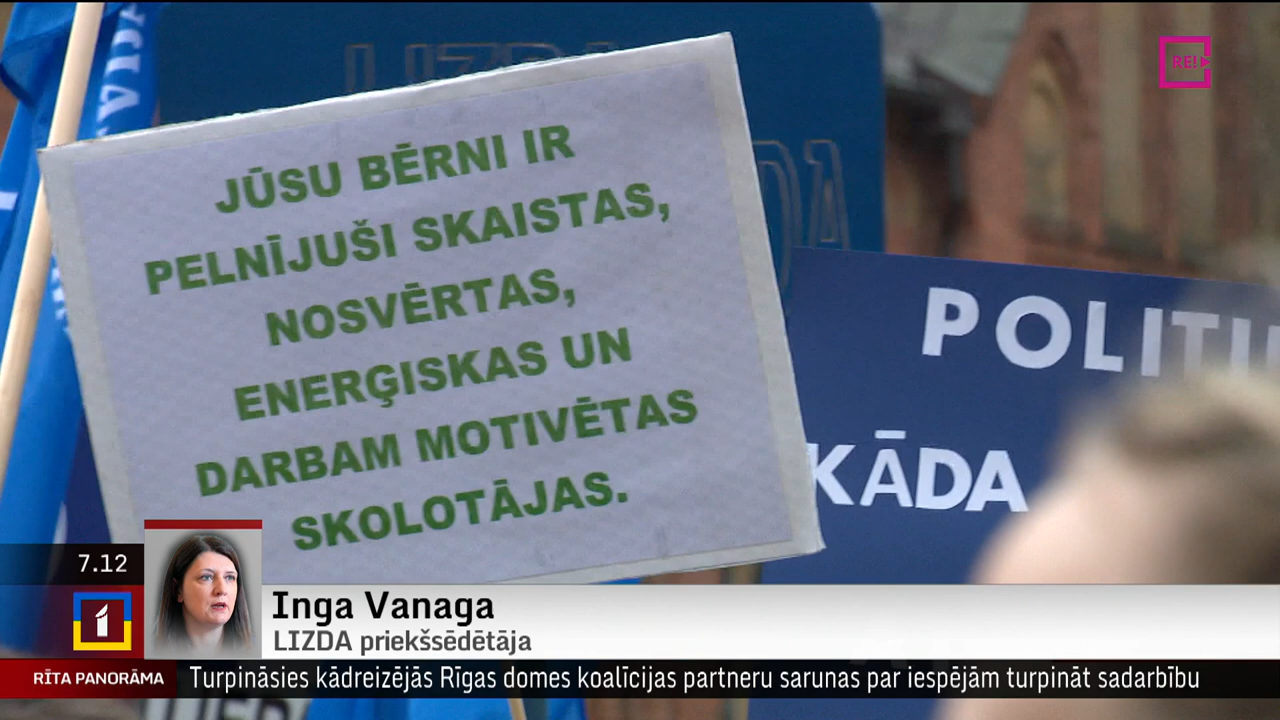 LIZDA
RE!
JŪSU BĒRNI IR
PELNĪJUŠI SKAISTAS,
NOSVĒRTAS,
ENERĢISKAS UN
DARBAM MOTIVĒTAS
SKOLOTĀJAS.
KĀDA
7.12
1
Inga Vanaga
LIZDA priekšsēdētāja
RĪTA PANORĀMA
Turpināsies kādreizējās Rīgas domes koalīcijas partneru sarunas par iespējām turpināt sadarbību